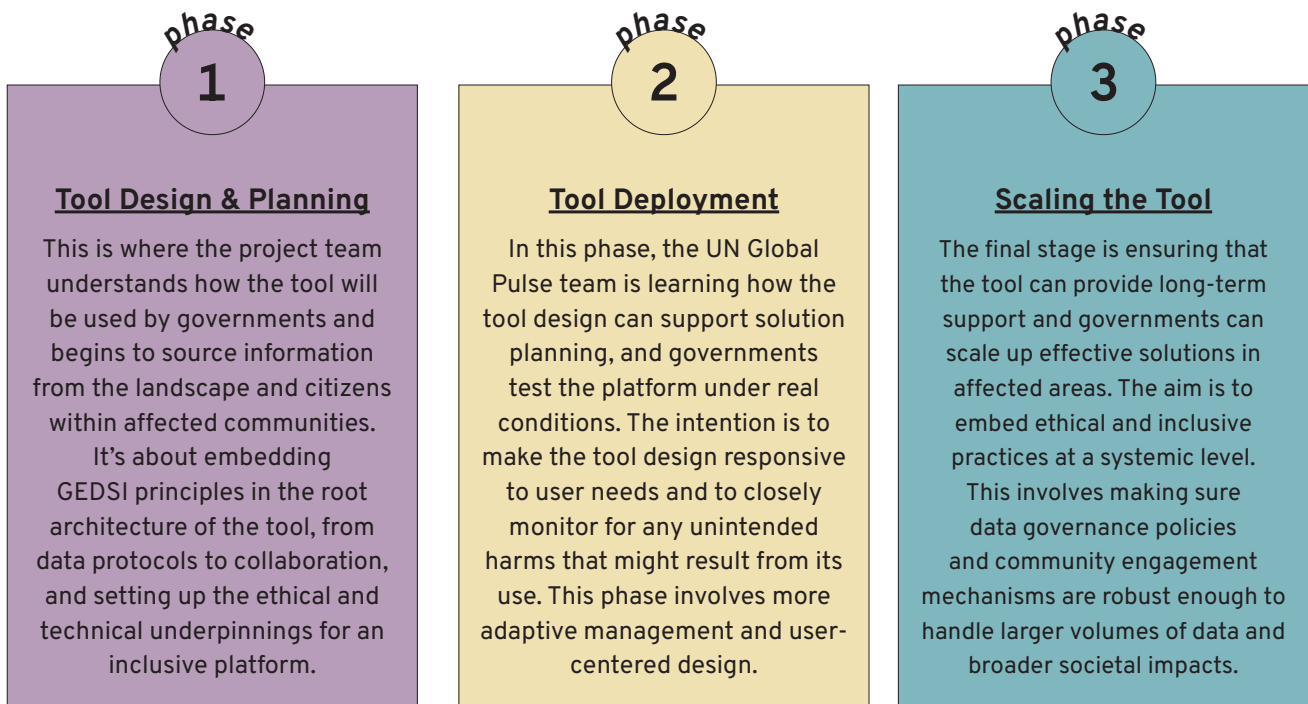 phase
1
Tool Design & Planning
This is where the project team
understands how the tool will
be used by governments and
begins to source information
from the landscape and citizens
within affected communities.
It’s about embedding
GEDSI principles in the root
architecture of the tool, from
data protocols to collaboration,
and setting up the ethical and
technical underpinnings for an
inclusive platform.
phase
2
Tool Deployment
In this phase, the UN Global
Pulse team is learning how the
tool design can support solution
planning, and governments
test the platform under real
conditions. The intention is to
make the tool design responsive
to user needs and to closely
monitor for any unintended
harms that might result from its
use. This phase involves more
adaptive management and user-
centered design.
phase
3
Scaling the Tool
The final stage is ensuring that
the tool can provide long-term
support and governments can
scale up effective solutions in
affected areas. The aim is to
embed ethical and inclusive
practices at a systemic level.
This involves making sure
data governance policies
and community engagement
mechanisms are robust enough to
handle larger volumes of data and
broader societal impacts.